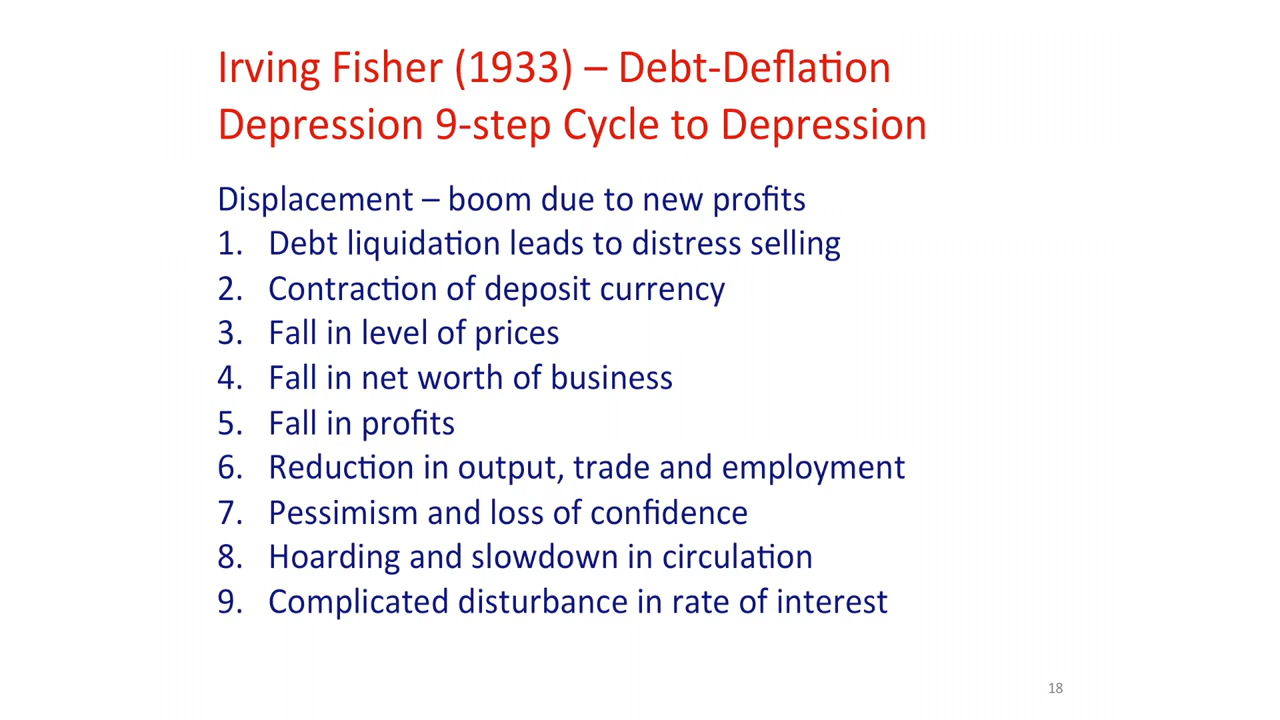 Irving Fisher (1933) – Debt-Deflation
Depression 9-step Cycle to Depression
Displacement – boom due to new profits
1. Debt liquidation leads to distress selling
2. Contraction of deposit currency
3. Fall in level of prices
4. Fall in net worth of business
5. Fall in profits
6. Reduction in output, trade and employment
7. Pessimism and loss of confidence
8. Hoarding and slowdown in circulation
9. Complicated disturbance in rate of interest
18